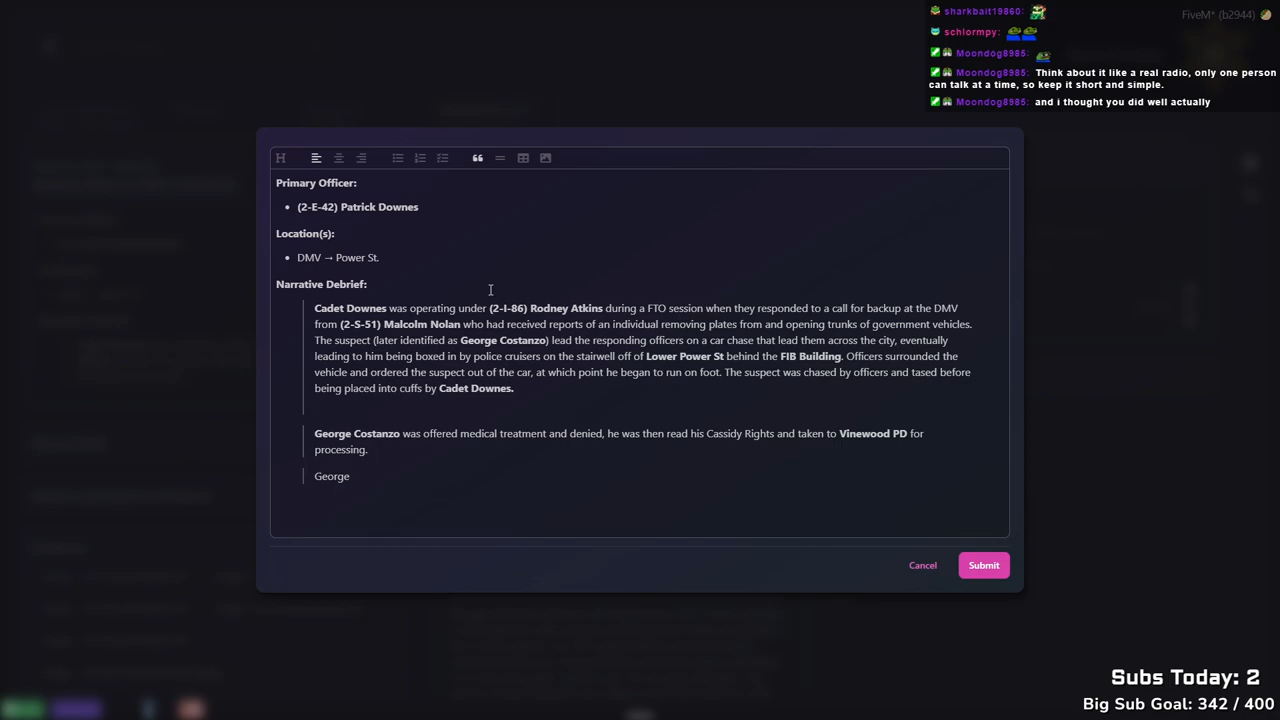 sharkbait19860:
FiveM* (b2944)
schlormpy:
Moondog8985:
Moondog8985: Think about it like a real radio, only one person
can talk at a time, so keep it short and simple.
Moondog8985: and i thought you did well actually
Primary Officer:
(2-E-42) Patrick Downes
Location(s):
DMV → Power St.
Narrative Debrief:
Cadet Downes was operating under (2-I-86) Rodney Atkins during a FTO session when they responded to a call for backup at the DMV
from (2-S-51) Malcolm Nolan who had received reports of an individual removing plates from and opening trunks of government vehicles.
The suspect (later identified as George Costanzo) lead the responding officers on a car chase that lead them across the city, eventually
leading to him being boxed in by police cruisers on the stairwell off of Lower Power St behind the FIB Building. Officers surrounded the
vehicle and ordered the suspect out of the car, at which point he began to run on foot. The suspect was chased by officers and tased before
being placed into cuffs by Cadet Downes.
George Costanzo was offered medical treatment and denied, he was then read his Cassidy Rights and taken to Vinewood PD for
processing.
George
Cancel
Submit
Subs Today: 2
Big Sub Goal: 342 / 400